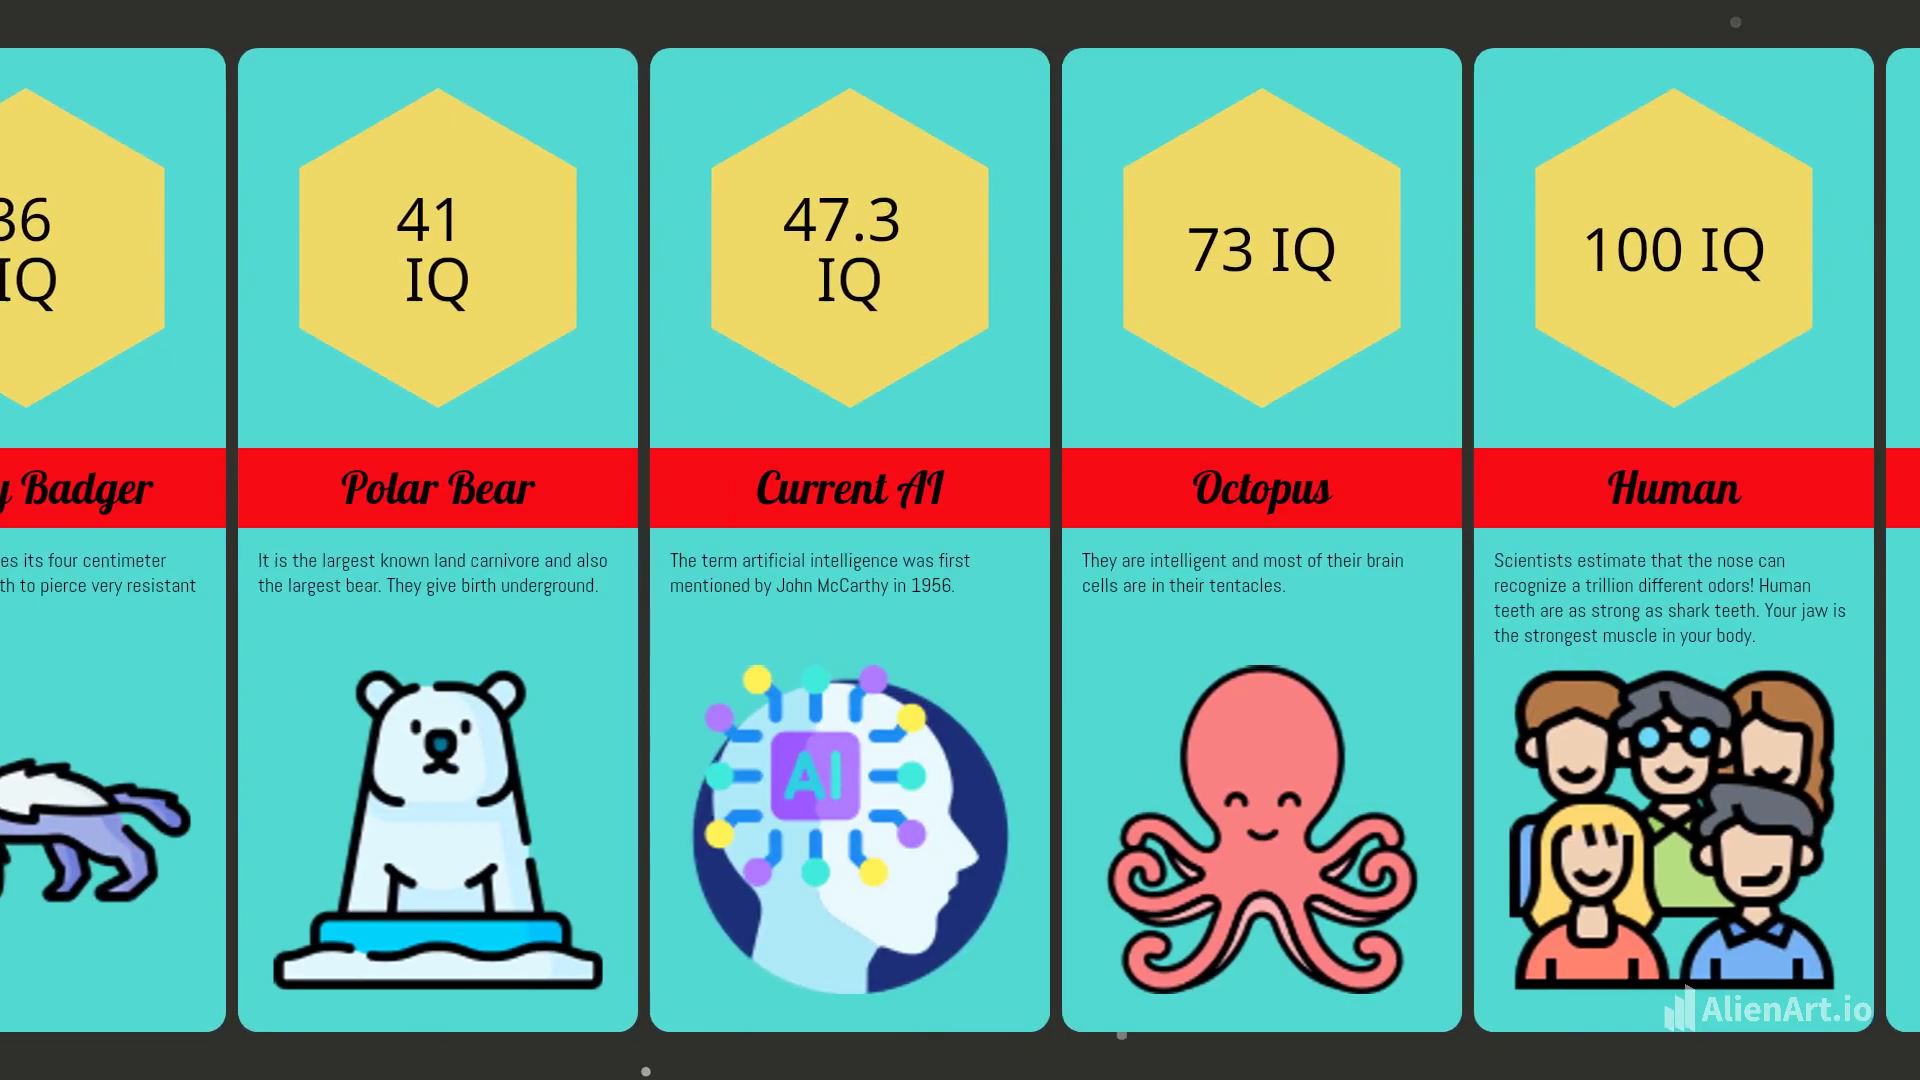 36
IQ
41
IQ
47.3
IQ
73 IQ
100 IQ
y Badger
Polar Bear
Current AI
Octopus
Human
es its four centimeter
th to pierce very resistant
It is the largest known land carnivore and also
the largest bear. They give birth underground.
The term artificial intelligence was first
mentioned by John McCarthy in 1956.
AI
They are intelligent and most of their brain
cells are in their tentacles.
Scientists estimate that the nose can
recognize a trillion different odors! Human
teeth are as strong as shark teeth. Your jaw is
the strongest muscle in your body.
AlienArt.io